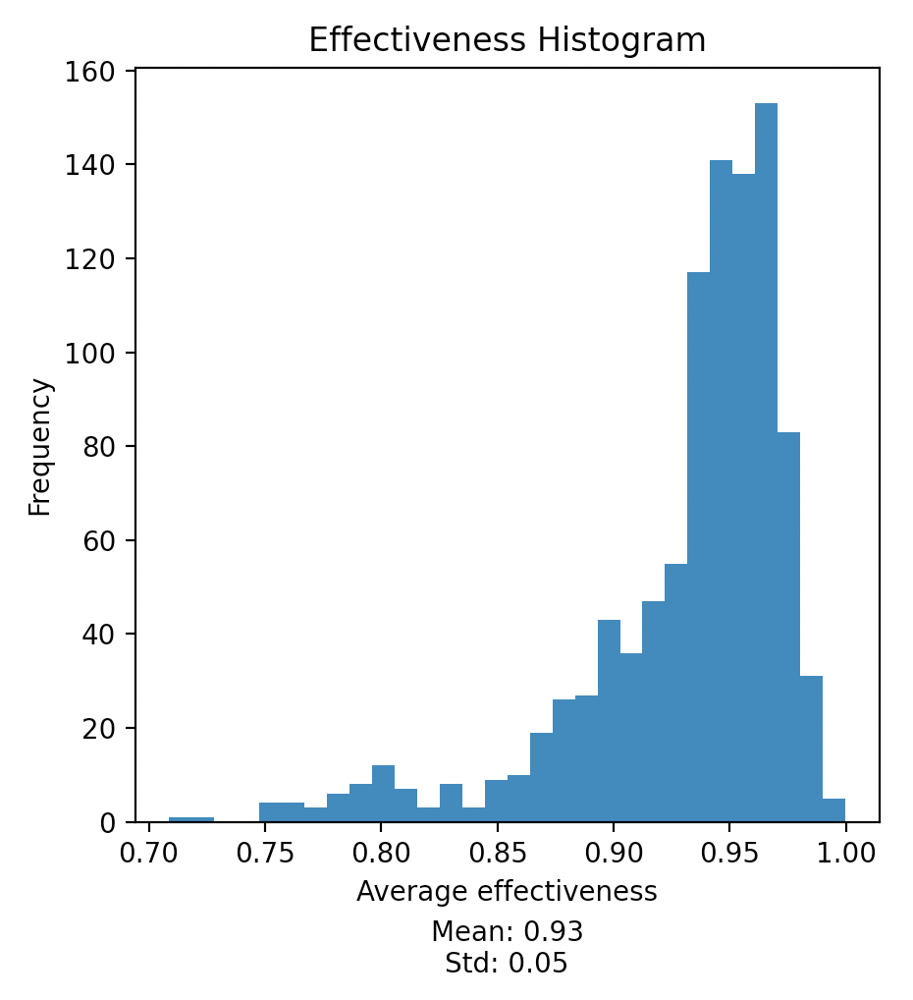 Effectiveness Histogram
160
140
120
100
80
60
40
20
0
Frequency
0.70 0.75 0.80 0.85 0.90 0.95 1.00
Average effectiveness
Mean: 0.93
Std: 0.05